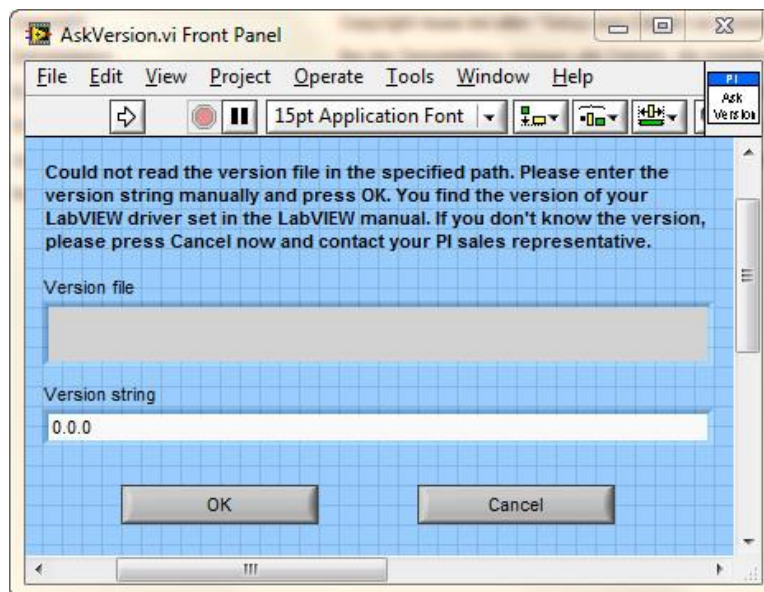 AskVersion.vi Front Panel
File Edit View Project Operate Tools Window Help
PI
Ask
Version
15pt Application Font
Could not read the version file in the specified path. Please enter the
version string manually and press OK. You find the version of your
LabVIEW driver set in the LabVIEW manual. If you don't know the version,
please press Cancel now and contact your PI sales representative.
Version file
Version string
0.0.0
OK Cancel